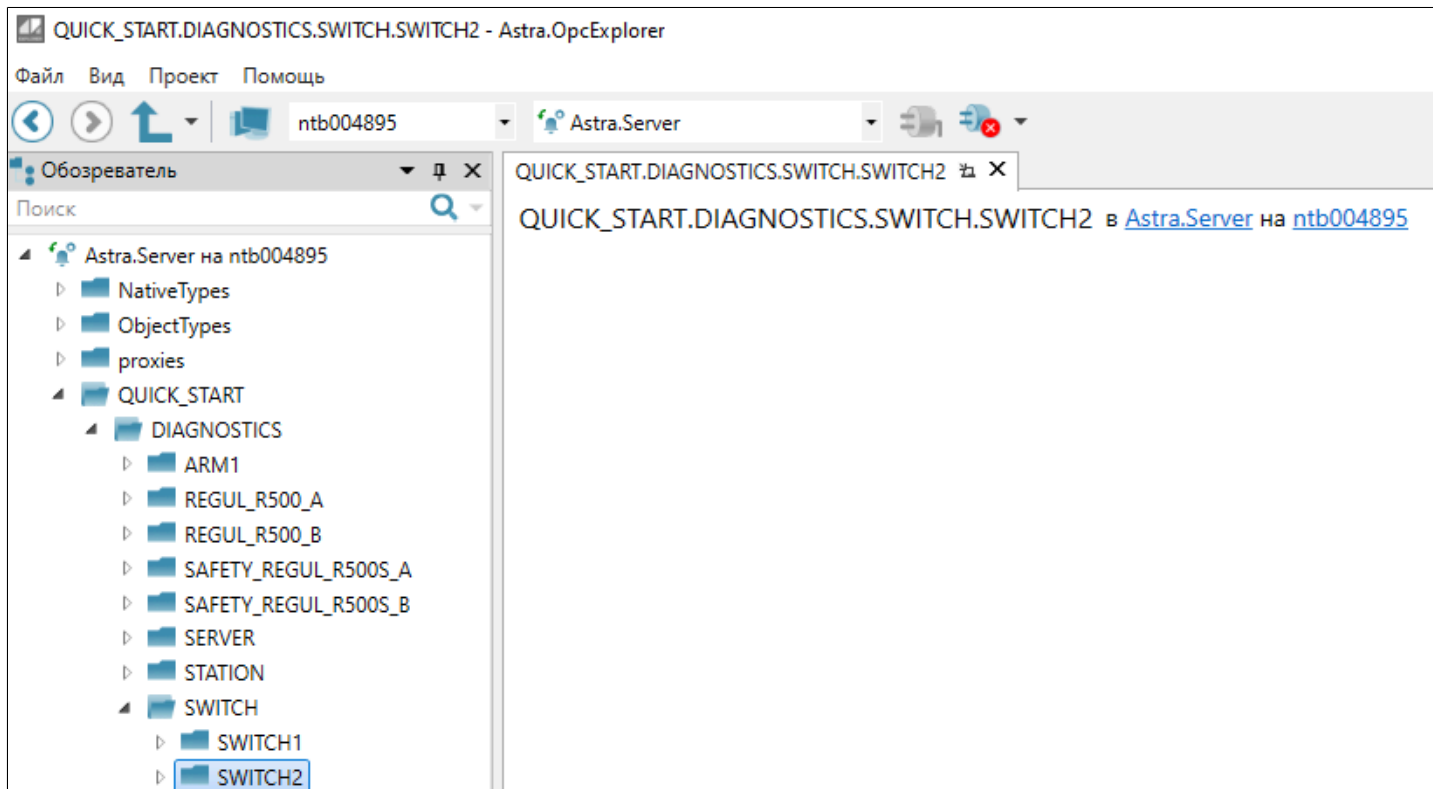 QUICK_START.DIAGNOSTICS.SWITCH.SWITCH2 - Astra.OpcExplorer
Файл Вид Проект Помощь
ntb004895 Astra.Server
Обозреватель
Поиск
Astra.Server на ntb004895
NativeTypes
ObjectTypes
proxies
QUICK_START
DIAGNOSTICS
ARM1
REGUL_R500_A
REGUL_R500_B
SAFETY_REGUL_R500S_A
SAFETY_REGUL_R500S_B
SERVER
STATION
SWITCH
SWITCH1
SWITCH2
QUICK_START.DIAGNOSTICS.SWITCH.SWITCH2
QUICK_START.DIAGNOSTICS.SWITCH.SWITCH2 в Astra.Server на ntb004895